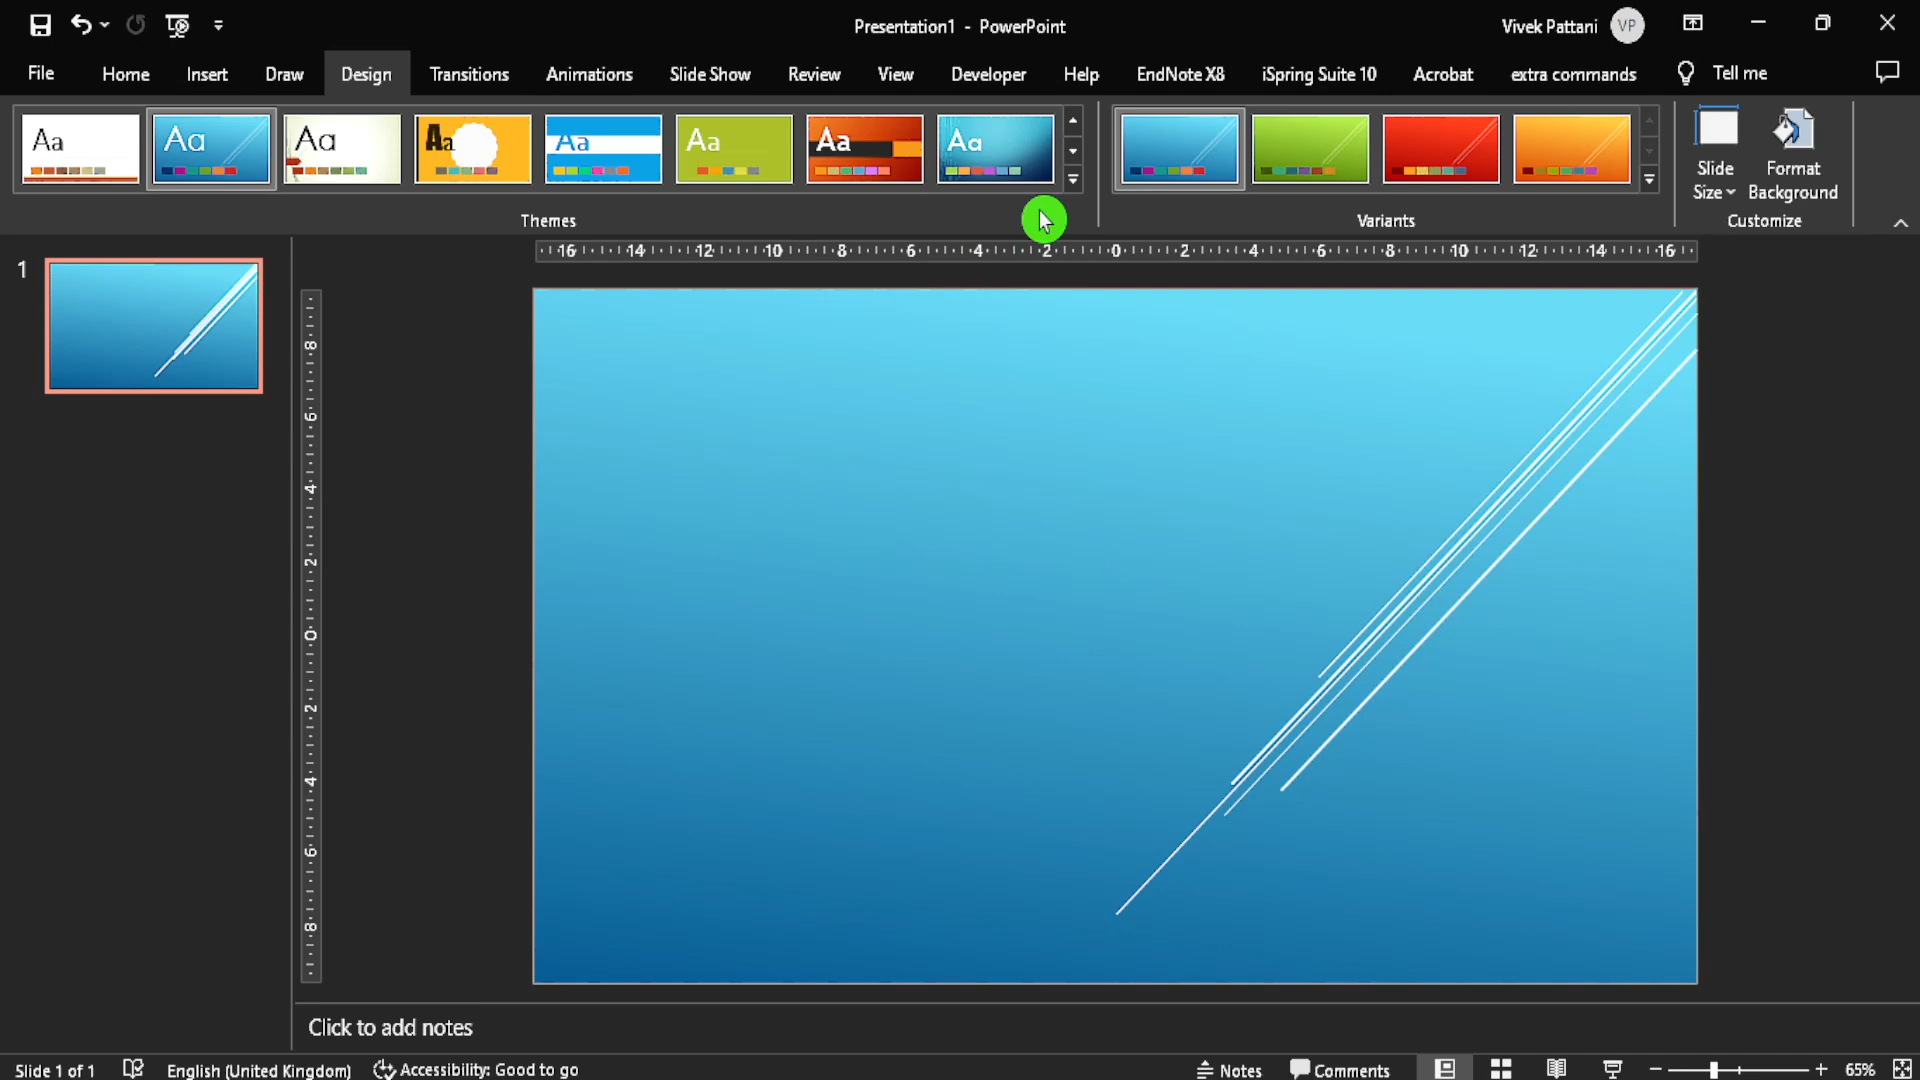 Presentation1 - PowerPoint
Vivek Pattani VP
File Home Insert Draw Design Transitions Animations Slide Show Review View Developer Help EndNote X8 iSpring Suite 10 Acrobat extra commands Tell me
Aa Aa Aa Aa Aa Aa Aa Aa
Slide Size
Format Background
Themes Variants Customize
16 14 12 10 8 6 4 2 0 2 4 6 8 10 12 14 16
1
8
6
4
2
0
2
4
6
8
Click to add notes
Slide 1 of 1 English (United Kingdom) Accessibility: Good to go Notes Comments 65%